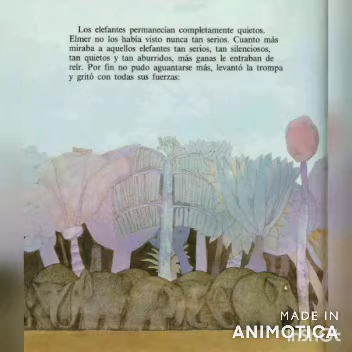 Los elefantes permanecían completamente quietos.
Elmer no los había visto nunca tan serios. Cuanto más
miraba a aquellos elefantes tan serios, tan silenciosos,
tan quietos y tan aburridos, más ganas le entraban de
reír. Por fin no pudo aguantarse más, levantó la trompa
y gritó con todas sus fuerzas:
MADE IN
ANIMOTICA
InShot